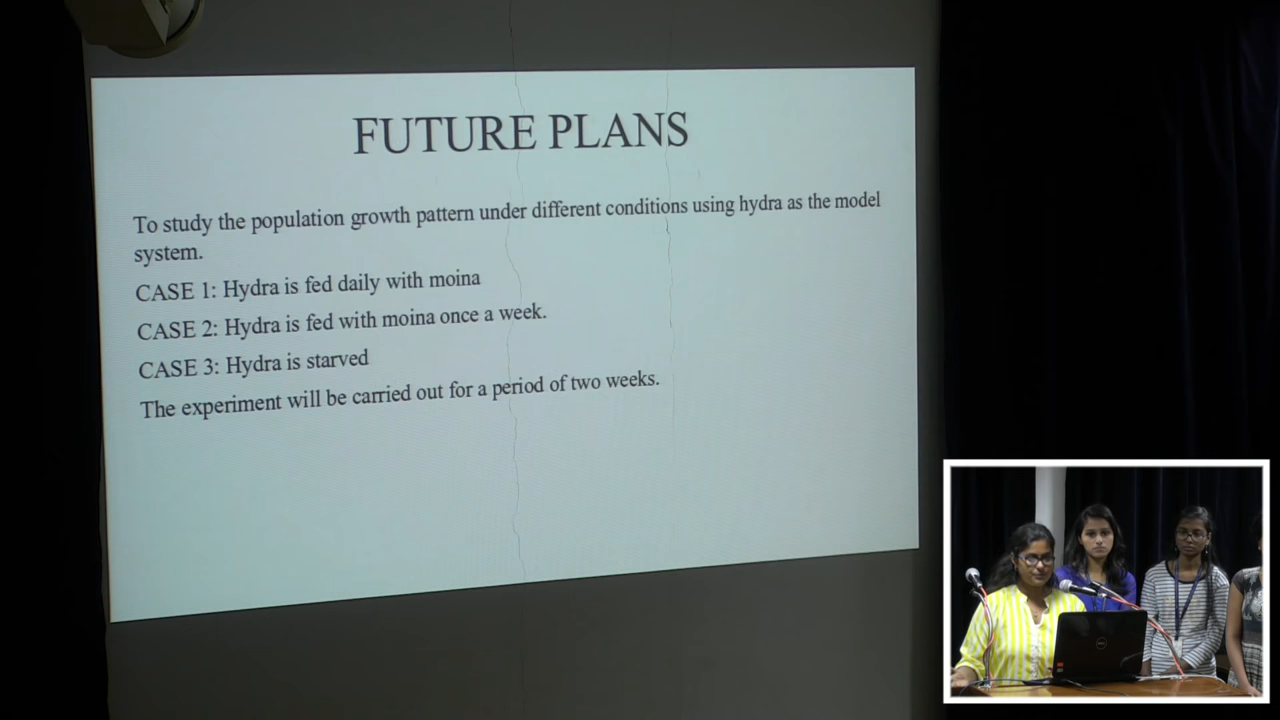 FUTURE PLANS
To study the population growth pattern under different conditions using hydra as the model
system.
CASE 1: Hydra is fed daily with moina
CASE 2: Hydra is fed with moina once a week.
CASE 3: Hydra is starved
The experiment will be carried out for a period of two weeks.